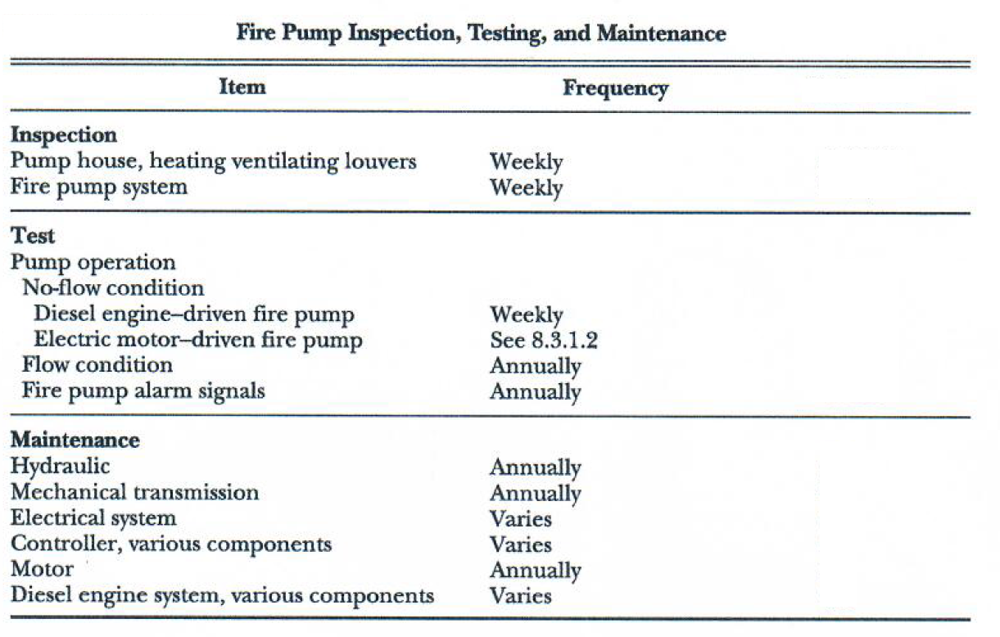 Fire Pump Inspection, Testing, and Maintenance
Item Frequency
Inspection
Pump house, heating ventilating louvers Weekly
Fire pump system Weekly
Test
Pump operation
No-flow condition
Diesel engine–driven fire pump Weekly
Electric motor–driven fire pump See 8.3.1.2
Flow condition Annually
Fire pump alarm signals Annually
Maintenance
Hydraulic Annually
Mechanical transmission Annually
Electrical system Varies
Controller, various components Varies
Motor Annually
Diesel engine system, various components Varies